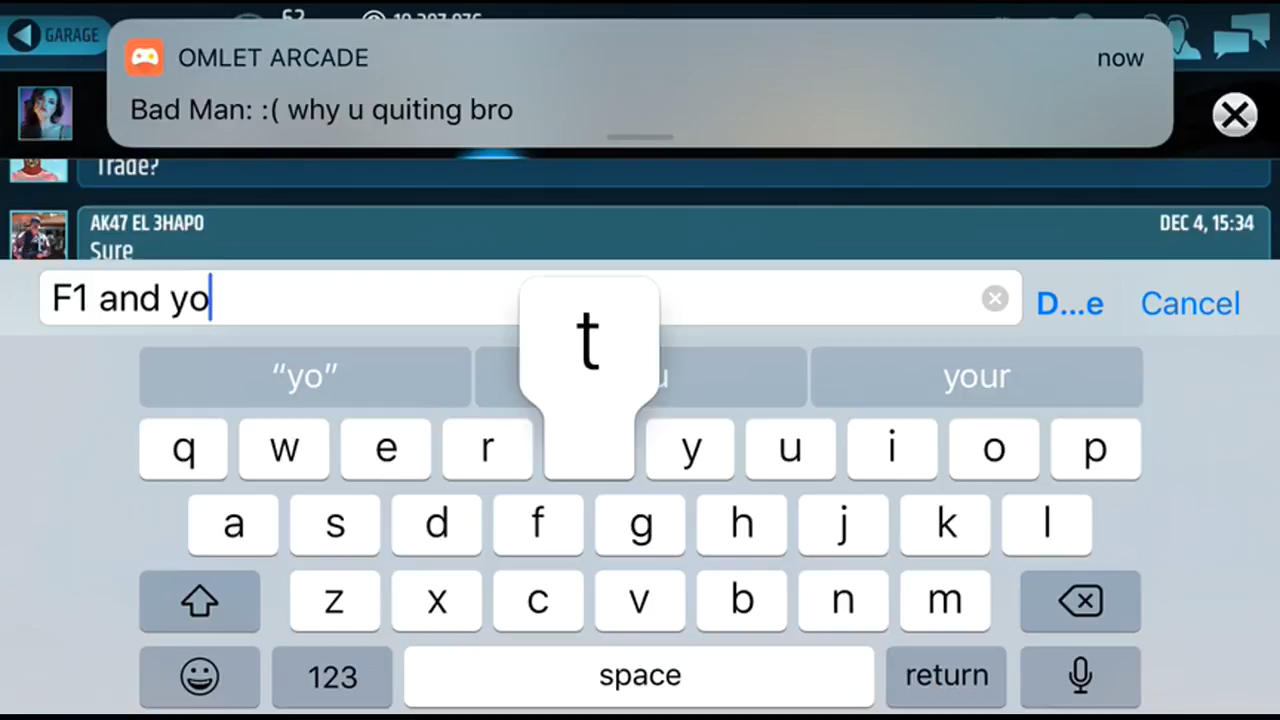 GARAGE
OMLET ARCADE
now
Bad Man: :( why u quiting bro
Trade?
AK47 EL 3HAPO
DEC 4, 15:34
Sure
F1 and yo
D...e
Cancel
“yo”
your
t
q w e r y u i o p
a s d f g h j k l
z x c v b n m
123
space
return